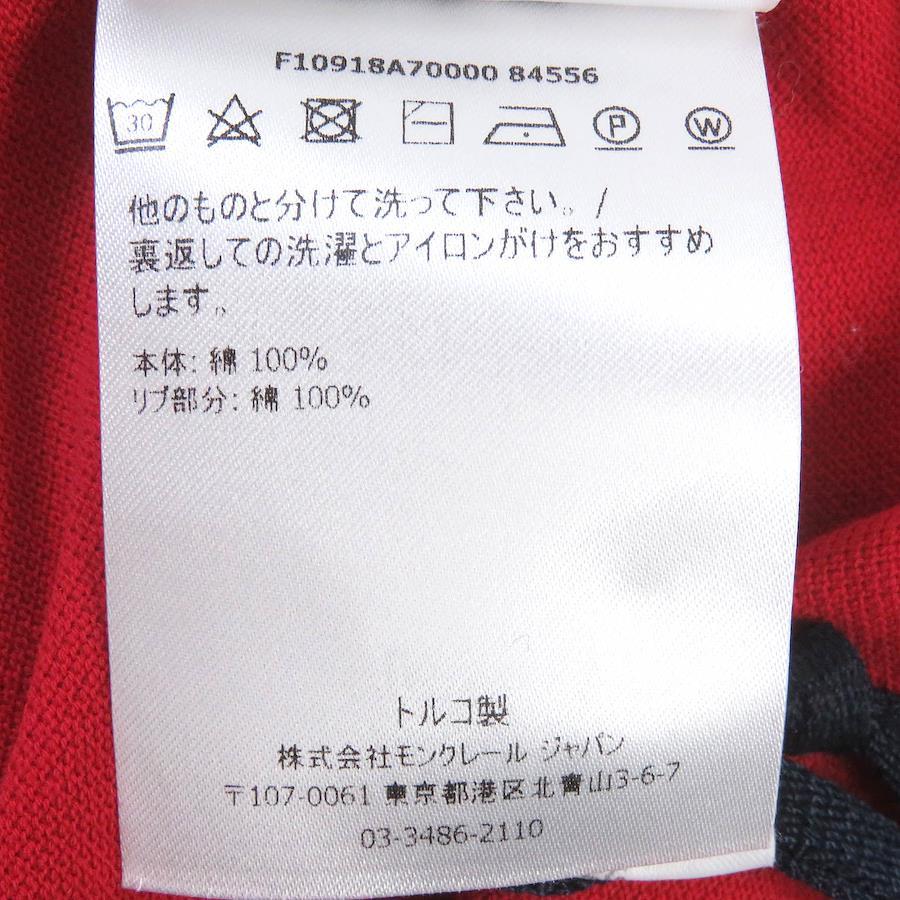 F10918A70000 84556
30
P
W
他のものと分けて洗って下さい。/
裏返しての洗濯とアイロンがけをおすすめ
します。
本体: 綿 100%
リブ部分: 綿 100%
トルコ製
株式会社モンクレール ジャパン
〒107-0061 東京都港区北青山3-6-7
03-3486-2110